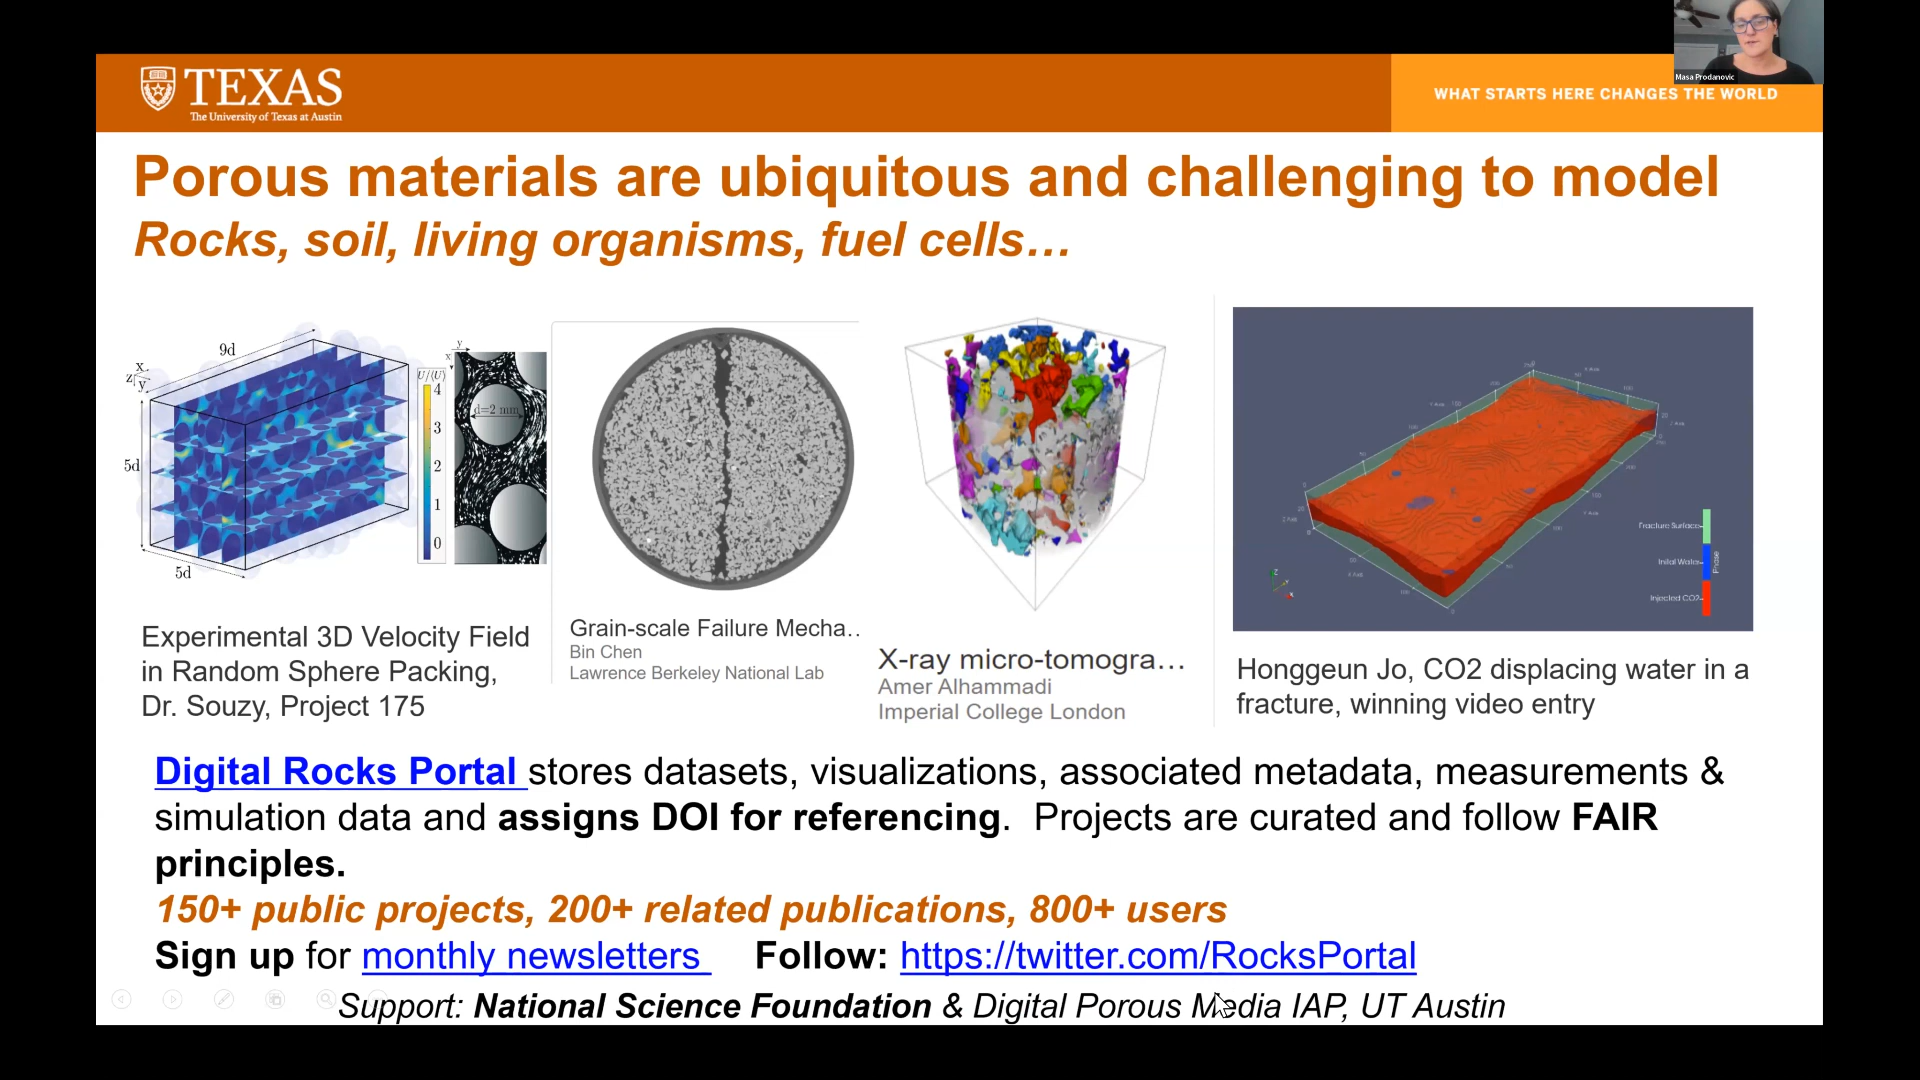 Masa Prodanovic
TEXAS
The University of Texas at Austin
WHAT STARTS HERE CHANGES THE WORLD
Porous materials are ubiquitous and challenging to model
Rocks, soil, living organisms, fuel cells…
9d
x
z
y
5d
5d
U/⟨U⟩
4
3
2
1
0
y
x
d=2 mm
Experimental 3D Velocity Field
in Random Sphere Packing,
Dr. Souzy, Project 175
Grain-scale Failure Mecha…
Bin Chen
Lawrence Berkeley National Lab
X-ray micro-tomogra…
Amer Alhammadi
Imperial College London
Fracture Surface
Initial Water
Injected CO2
Phase
Honggeun Jo, CO2 displacing water in a
fracture, winning video entry
Digital Rocks Portal stores datasets, visualizations, associated metadata, measurements &
simulation data and assigns DOI for referencing. Projects are curated and follow FAIR
principles.
150+ public projects, 200+ related publications, 800+ users
Sign up for monthly newsletters Follow: https://twitter.com/RocksPortal
Support: National Science Foundation & Digital Porous Media IAP, UT Austin